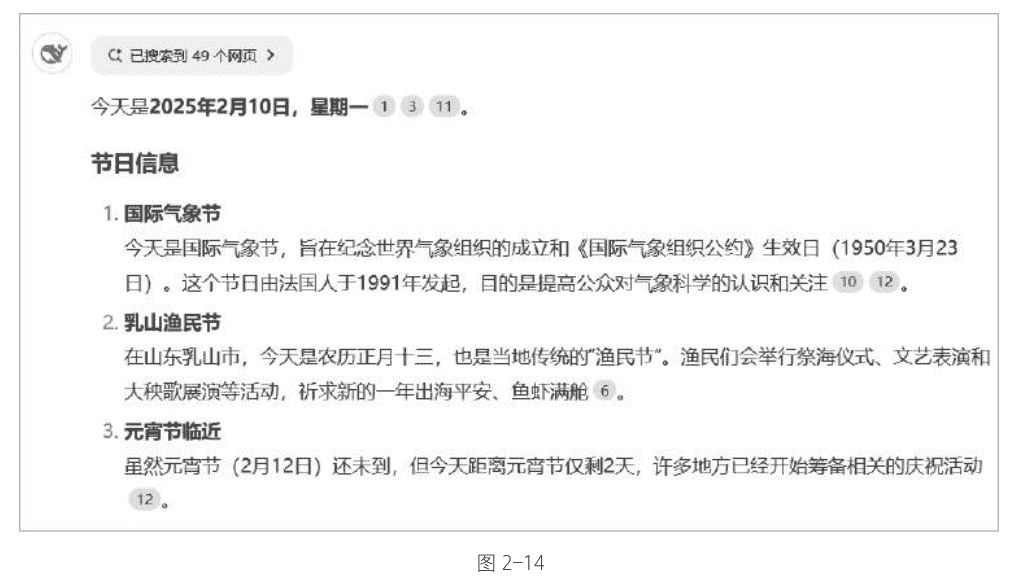 已搜索到 49 个网页 >
今天是2025年2月10日，星期一 1 3 11 。
节日信息
1. 国际气象节
今天是国际气象节，旨在纪念世界气象组织的成立和《国际气象组织公约》生效日（1950年3月23
日）。这个节日由法国人于1991年发起，目的是提高公众对气象科学的认识和关注 10 12 。
2. 乳山渔民节
在山东乳山市，今天是农历正月十三，也是当地传统的“渔民节”。渔民们会举行祭海仪式、文艺表演和
大秧歌展演等活动，祈求新的一年出海平安、鱼虾满舱 6 。
3. 元宵节临近
虽然元宵节（2月12日）还未到，但今天距离元宵节仅剩2天，许多地方已经开始筹备相关的庆祝活动
12 。
图 2-14